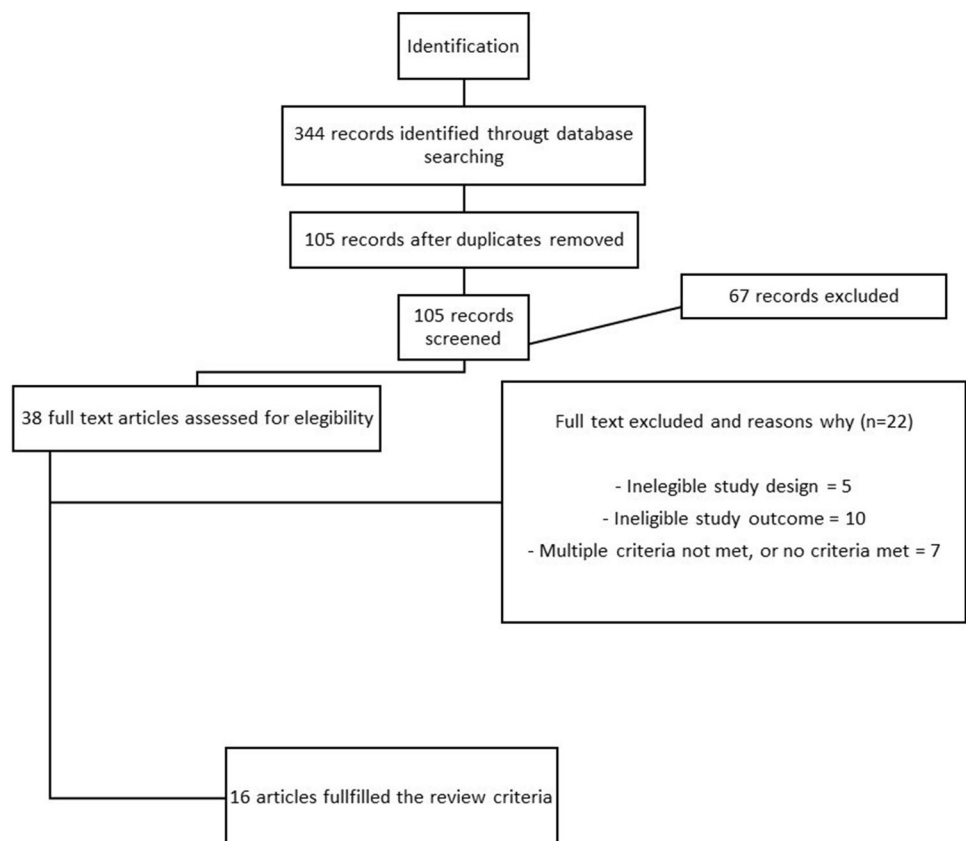 Identification
344 records identified througt database
searching
105 records after duplicates removed
67 records excluded
105 records
screened
38 full text articles assessed for elegibility
Full text excluded and reasons why (n=22)
- Inelegible study design = 5
- Ineligible study outcome = 10
- Multiple criteria not met, or no criteria met = 7
16 articles fullfilled the review criteria